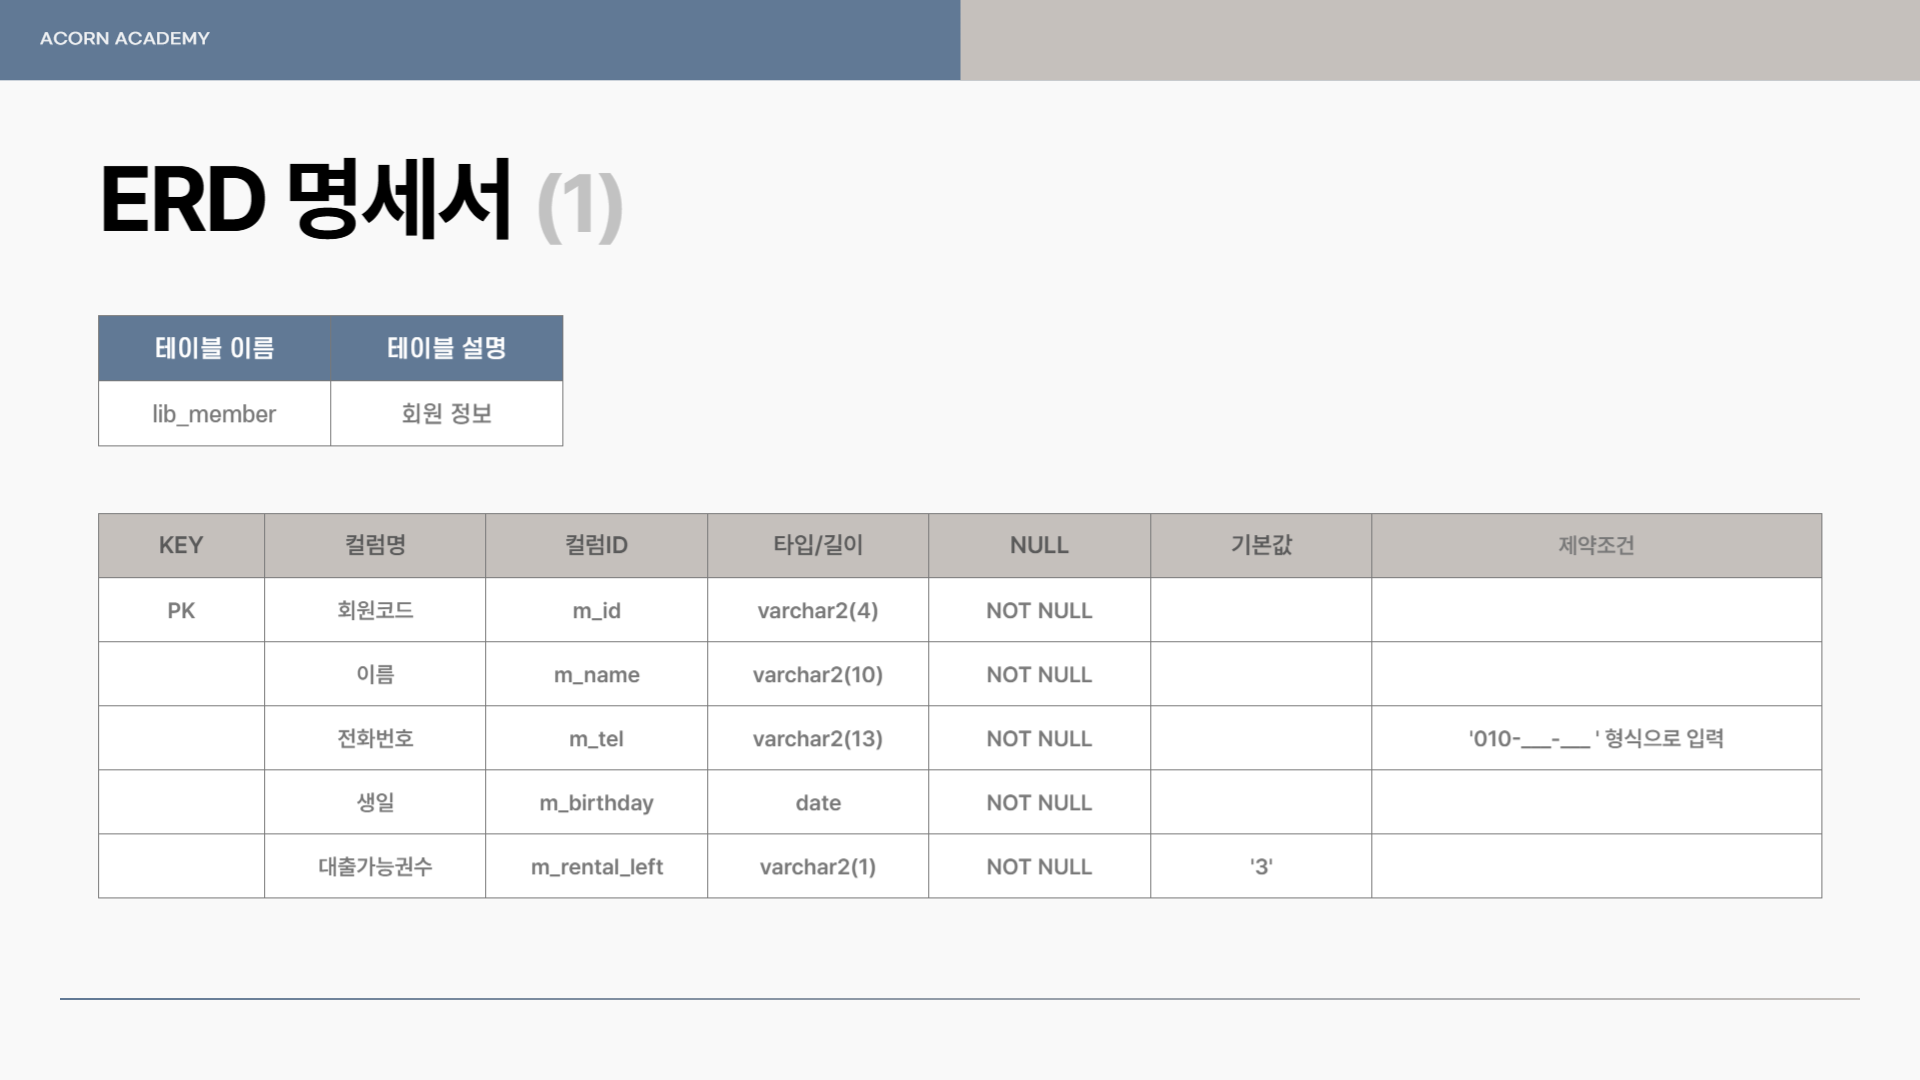 ACORN ACADEMY
ERD 명세서 (1)
테이블 이름 테이블 설명
lib_member 회원 정보
KEY 컬럼명 컬럼ID 타입/길이 NULL 기본값 제약조건
PK 회원코드 m_id varchar2(4) NOT NULL
이름 m_name varchar2(10) NOT NULL
전화번호 m_tel varchar2(13) NOT NULL '010-___-___ ' 형식으로 입력
생일 m_birthday date NOT NULL
대출가능권수 m_rental_left varchar2(1) NOT NULL '3'